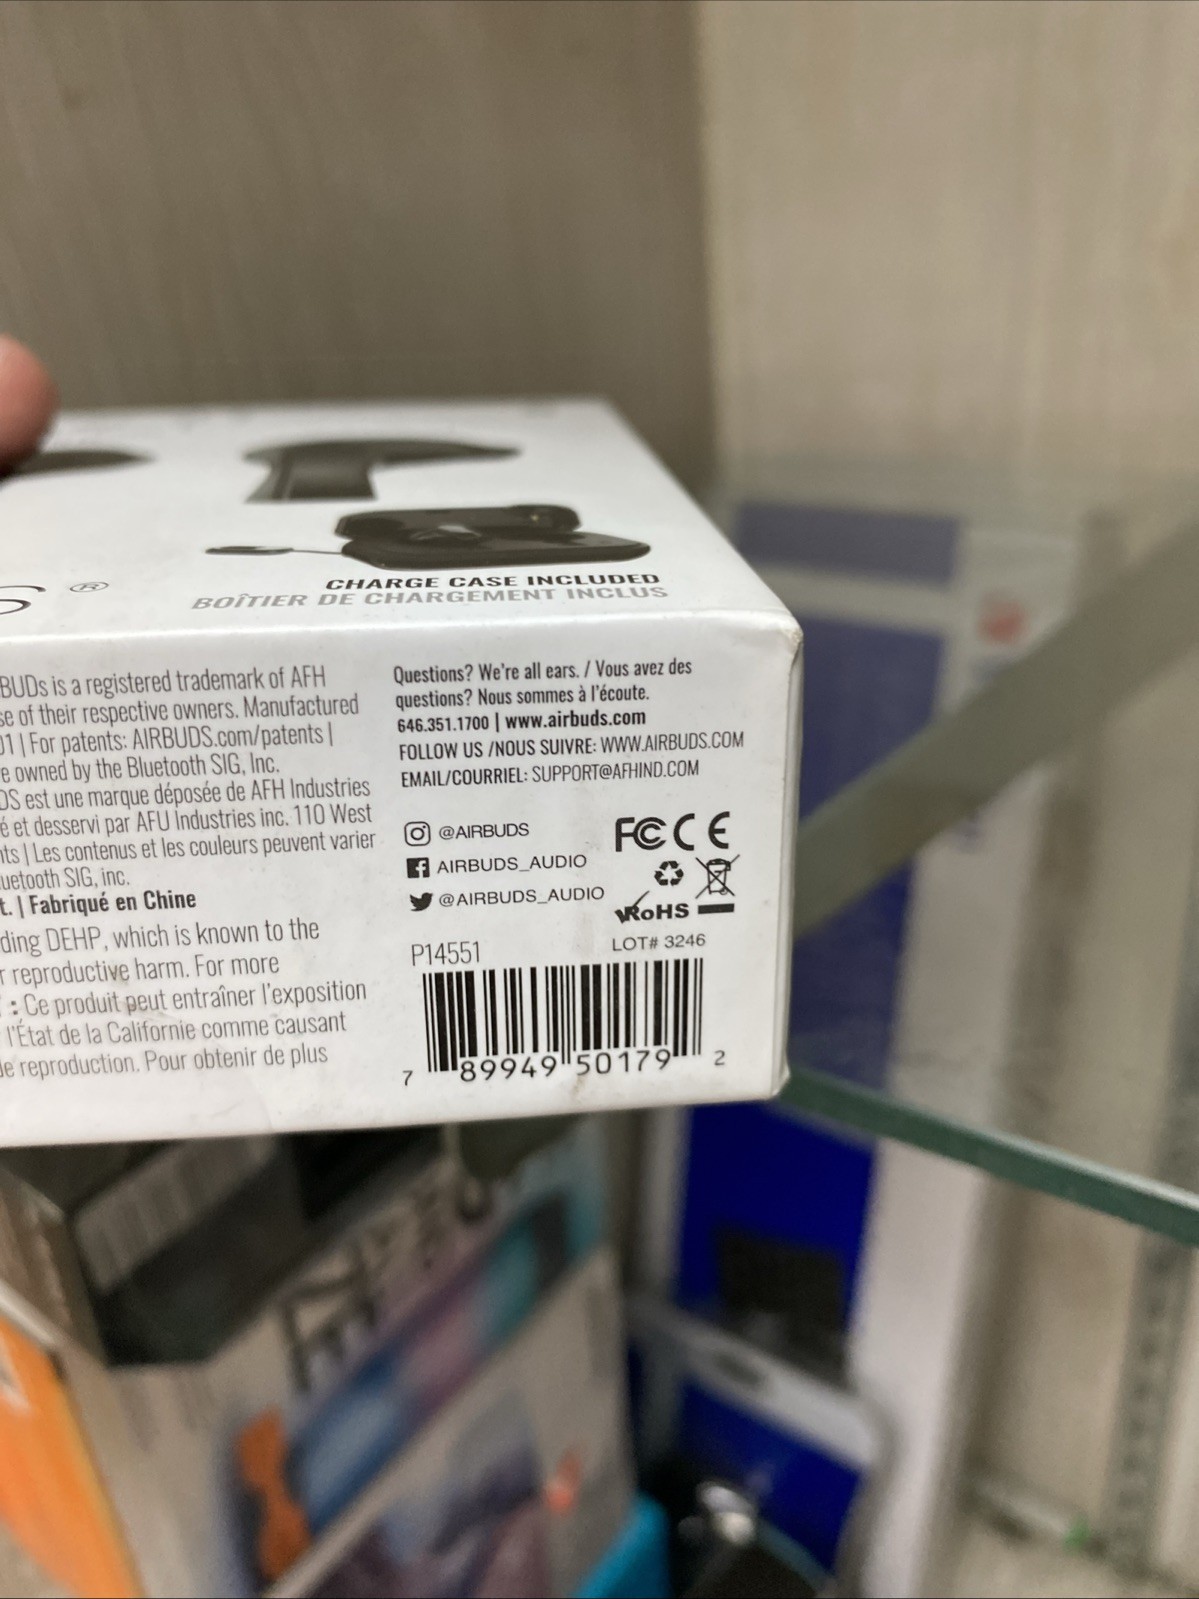 ®
CHARGE CASE INCLUDED
BOÎTIER DE CHARGEMENT INCLUS
BUDs is a registered trademark of AFH
se of their respective owners. Manufactured
01 | For patents: AIRBUDS.com/patents |
e owned by the Bluetooth SIG, Inc.
DS est une marque déposée de AFH Industries
é et desservi par AFU Industries inc. 110 West
nts | Les contenus et les couleurs peuvent varier
uetooth SIG, inc.
t. | Fabriqué en Chine
ding DEHP, which is known to the
r reproductive harm. For more
: Ce produit peut entraîner l'exposition
l'État de la Californie comme causant
de reproduction. Pour obtenir de plus
Questions? We're all ears. / Vous avez des
questions? Nous sommes à l'écoute.
646.351.1700 | www.airbuds.com
FOLLOW US /NOUS SUIVRE: WWW.AIRBUDS.COM
EMAIL/COURRIEL: SUPPORT@AFHIND.COM
@AIRBUDS
AIRBUDS_AUDIO
@AIRBUDS_AUDIO
FC CE
RoHS
P14551
LOT# 3246
7 89949 50179 2